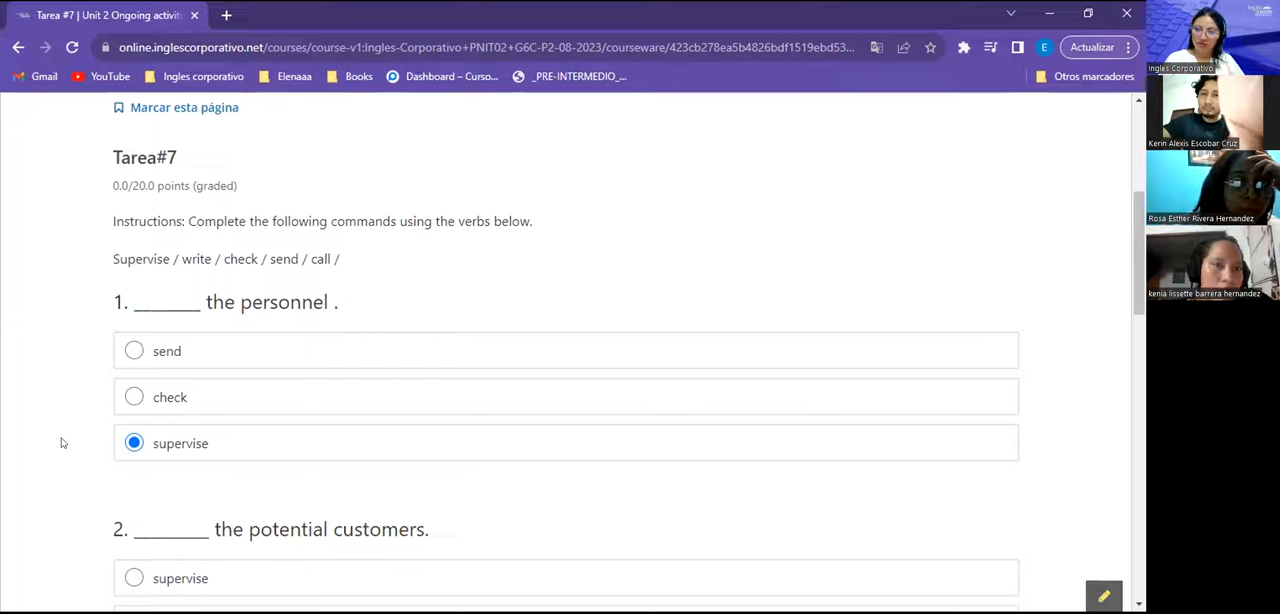 Tarea #7 | Unit 2 Ongoing activit
online.inglescorporativo.net/courses/course-v1:Ingles-Corporativo+PNIT02+G6C-P2-08-2023/courseware/423cb278ea5b4826bdf1519ebd53...
E
Actualizar
Gmail
YouTube
Ingles corporativo
Elenaaa
Books
Dashboard – Curso...
_PRE-INTERMEDIO_...
Otros marcadores
Marcar esta página
Tarea#7
0.0/20.0 points (graded)
Instructions: Complete the following commands using the verbs below.
Supervise / write / check / send / call /
1. _______ the personnel .
send
check
supervise
2. ________ the potential customers.
supervise
Ingles Corporativo
Kerin Alexis Escobar Cruz
Rosa Esther Rivera Hernandez
kenia lissette barrera hernandez